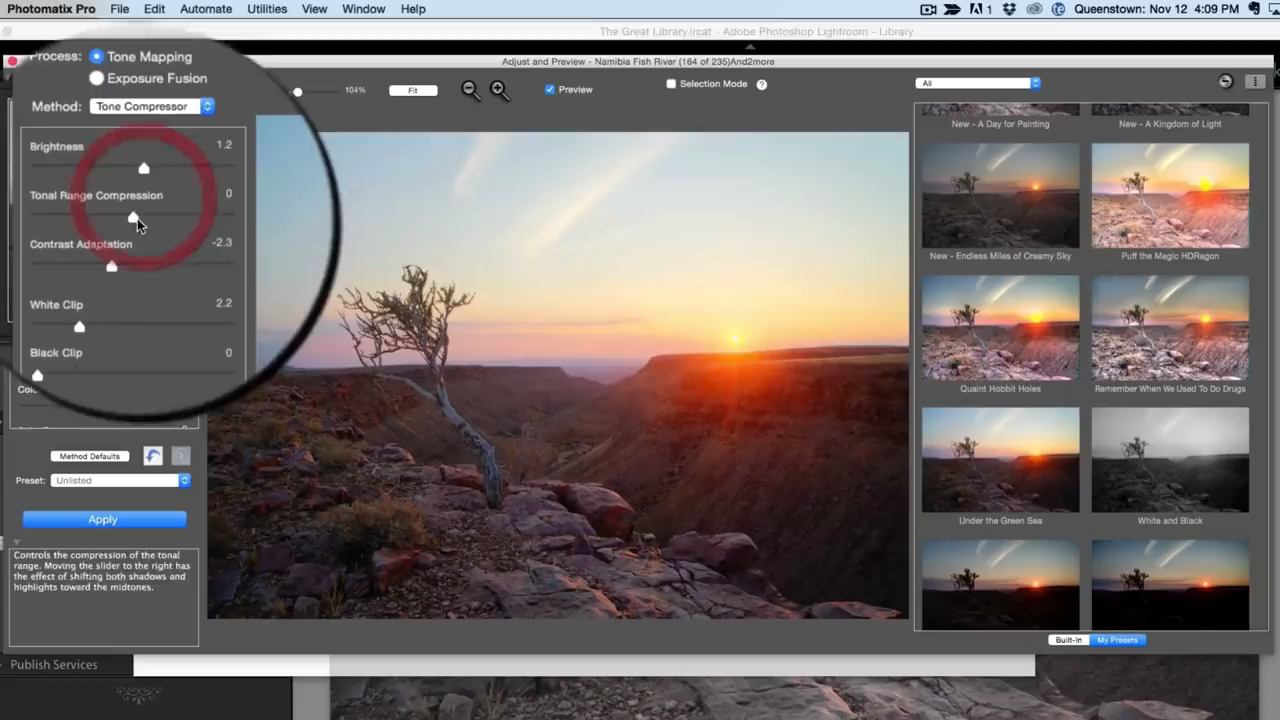 Photomatix Pro File Edit Automate Utilities View Window Help 1 Queenstown: Nov 12 4:09 PM
The Great Library.lrcat - Adobe Photoshop Lightroom - Library
Adjust and Preview - Namibia Fish River (164 of 235)And2more
Process: Tone Mapping
Exposure Fusion
104% Fit Preview Selection Mode ? All
Method: Tone Compressor
Brightness 1.2
Tonal Range Compression 0
Contrast Adaptation -2.3
White Clip 2.2
Black Clip 0
Method Defaults
Preset: Unlisted
Apply
Controls the compression of the tonal
range. Moving the slider to the right has
the effect of shifting both shadows and
highlights toward the midtones.
New - A Day for Painting New - A Kingdom of Light
New - Endless Miles of Creamy Sky Puff the Magic HDRagon
Quaint Hobbit Holes Remember When We Used To Do Drugs
Under the Green Sea White and Black
Built-In My Presets
Publish Services